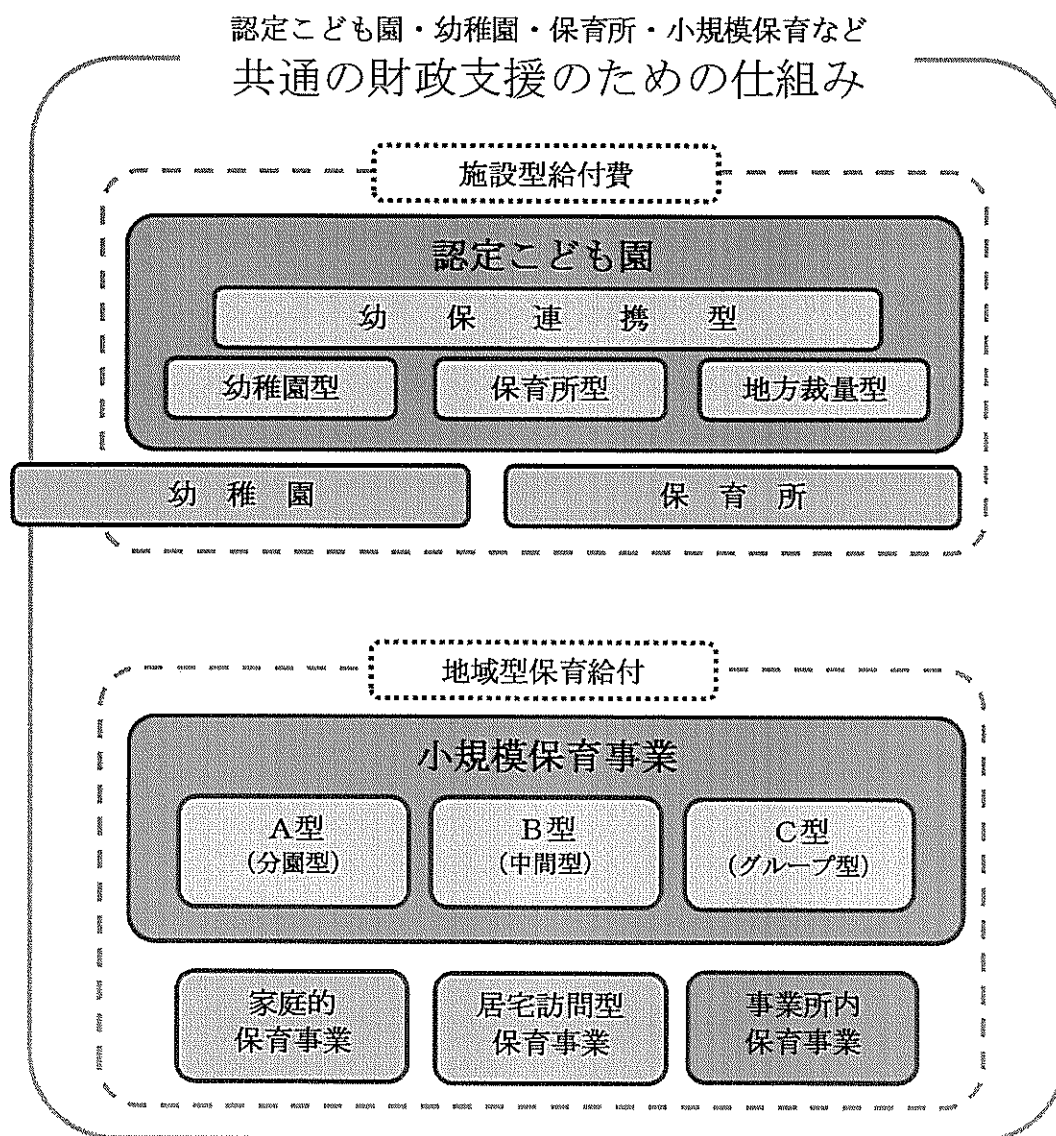 認定こども園・幼稚園・保育所・小規模保育など
共通の財政支援のための仕組み
施設型給付費
認定こども園
幼保連携型
幼稚園型
保育所型
地方裁量型
幼稚園
保育所
地域型保育給付
小規模保育事業
A型
(分園型)
B型
(中間型)
C型
(グループ型)
家庭的
保育事業
居宅訪問型
保育事業
事業所内
保育事業